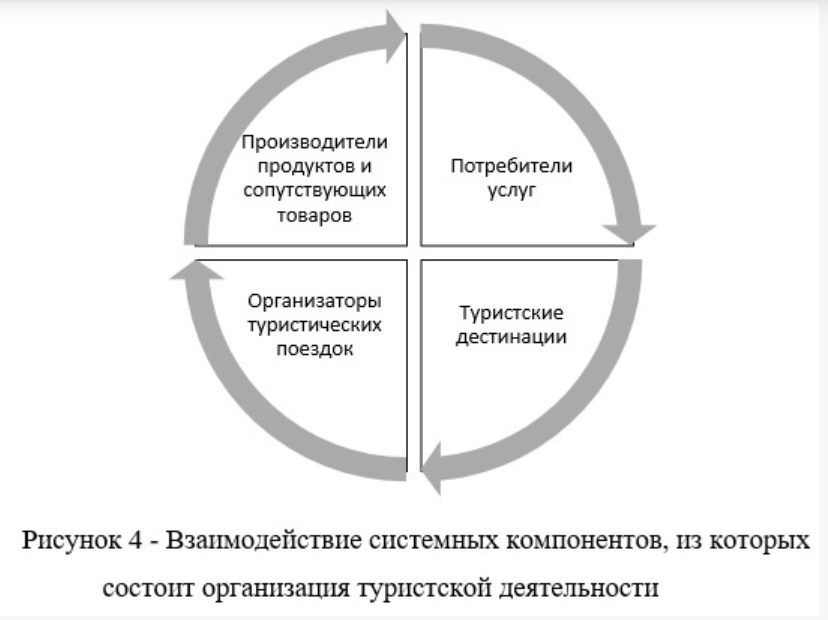 Производители
продуктов и
сопутствующих
товаров
Потребители
услуг
Организаторы
туристических
поездок
Туристские
дестинации
Рисунок 4 - Взаимодействие системных компонентов, из которых
состоит организация туристской деятельности